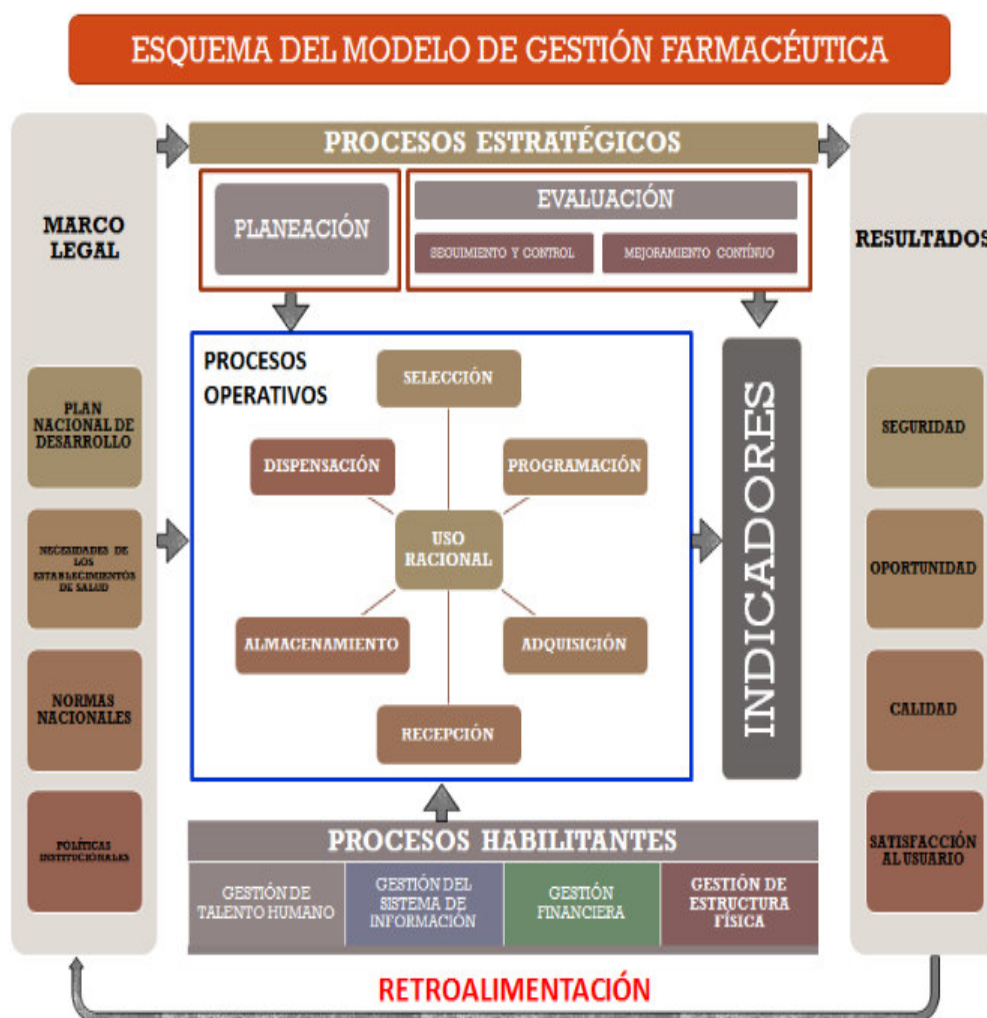 ESQUEMA DEL MODELO DE GESTIÓN FARMACÉUTICA
MARCO
LEGAL
PLAN
NACIONAL DE
DESARROLLO
NECESIDADES DE
LOS
ESTABLECIMIENTOS
DE SALUD
NORMAS
NACIONALES
POLÍTICAS
INSTITUCIONALES
PROCESOS ESTRATÉGICOS
PLANEACIÓN
EVALUACIÓN
SEGUIMIENTO Y CONTROL
MEJORAMIENTO CONTÍNUO
PROCESOS
OPERATIVOS
SELECCIÓN
DISPENSACIÓN
PROGRAMACIÓN
USO
RACIONAL
ALMACENAMIENTO
ADQUISICIÓN
RECEPCIÓN
INDICADORES
PROCESOS HABILITANTES
GESTIÓN DE
TALENTO HUMANO
GESTIÓN DEL
SISTEMA DE
INFORMACIÓN
GESTIÓN
FINANCIERA
GESTIÓN DE
ESTRUCTURA
FÍSICA
RESULTADOS
SEGURIDAD
OPORTUNIDAD
CALIDAD
SATISFACCIÓN
AL USUARIO
RETROALIMENTACIÓN